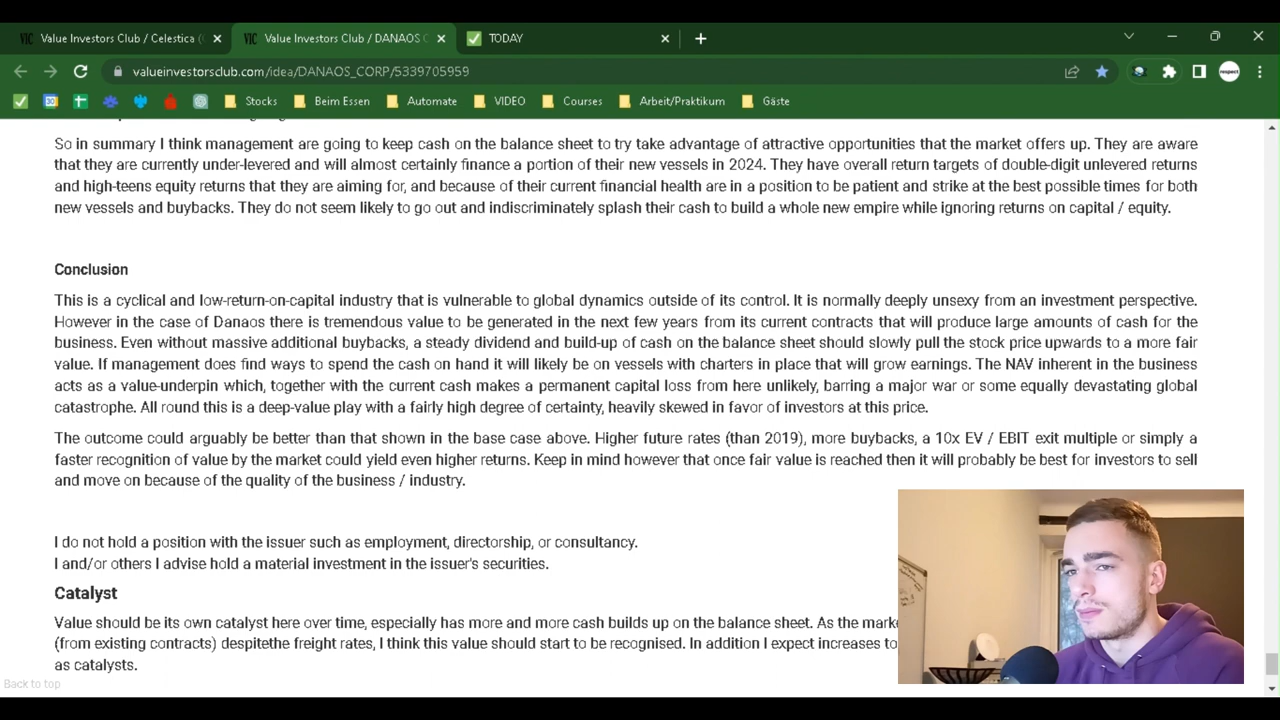 Value Investors Club / Celestica (
Value Investors Club / DANAOS C
TODAY
valueinvestorsclub.com/idea/DANAOS_CORP/5339705959
respect
Stocks
Beim Essen
Automate
VIDEO
Courses
Arbeit/Praktikum
Gäste
So in summary I think management are going to keep cash on the balance sheet to try take advantage of attractive opportunities that the market offers up. They are aware
that they are currently under-levered and will almost certainly finance a portion of their new vessels in 2024. They have overall return targets of double-digit unlevered returns
and high-teens equity returns that they are aiming for, and because of their current financial health are in a position to be patient and strike at the best possible times for both
new vessels and buybacks. They do not seem likely to go out and indiscriminately splash their cash to build a whole new empire while ignoring returns on capital / equity.
Conclusion
This is a cyclical and low-return-on-capital industry that is vulnerable to global dynamics outside of its control. It is normally deeply unsexy from an investment perspective.
However in the case of Danaos there is tremendous value to be generated in the next few years from its current contracts that will produce large amounts of cash for the
business. Even without massive additional buybacks, a steady dividend and build-up of cash on the balance sheet should slowly pull the stock price upwards to a more fair
value. If management does find ways to spend the cash on hand it will likely be on vessels with charters in place that will grow earnings. The NAV inherent in the business
acts as a value-underpin which, together with the current cash makes a permanent capital loss from here unlikely, barring a major war or some equally devastating global
catastrophe. All round this is a deep-value play with a fairly high degree of certainty, heavily skewed in favor of investors at this price.
The outcome could arguably be better than that shown in the base case above. Higher future rates (than 2019), more buybacks, a 10x EV / EBIT exit multiple or simply a
faster recognition of value by the market could yield even higher returns. Keep in mind however that once fair value is reached then it will probably be best for investors to sell
and move on because of the quality of the business / industry.
I do not hold a position with the issuer such as employment, directorship, or consultancy.
I and/or others I advise hold a material investment in the issuer's securities.
Catalyst
Value should be its own catalyst here over time, especially has more and more cash builds up on the balance sheet. As the marke
(from existing contracts) despitethe freight rates, I think this value should start to be recognised. In addition I expect increases to
as catalysts.
Back to top